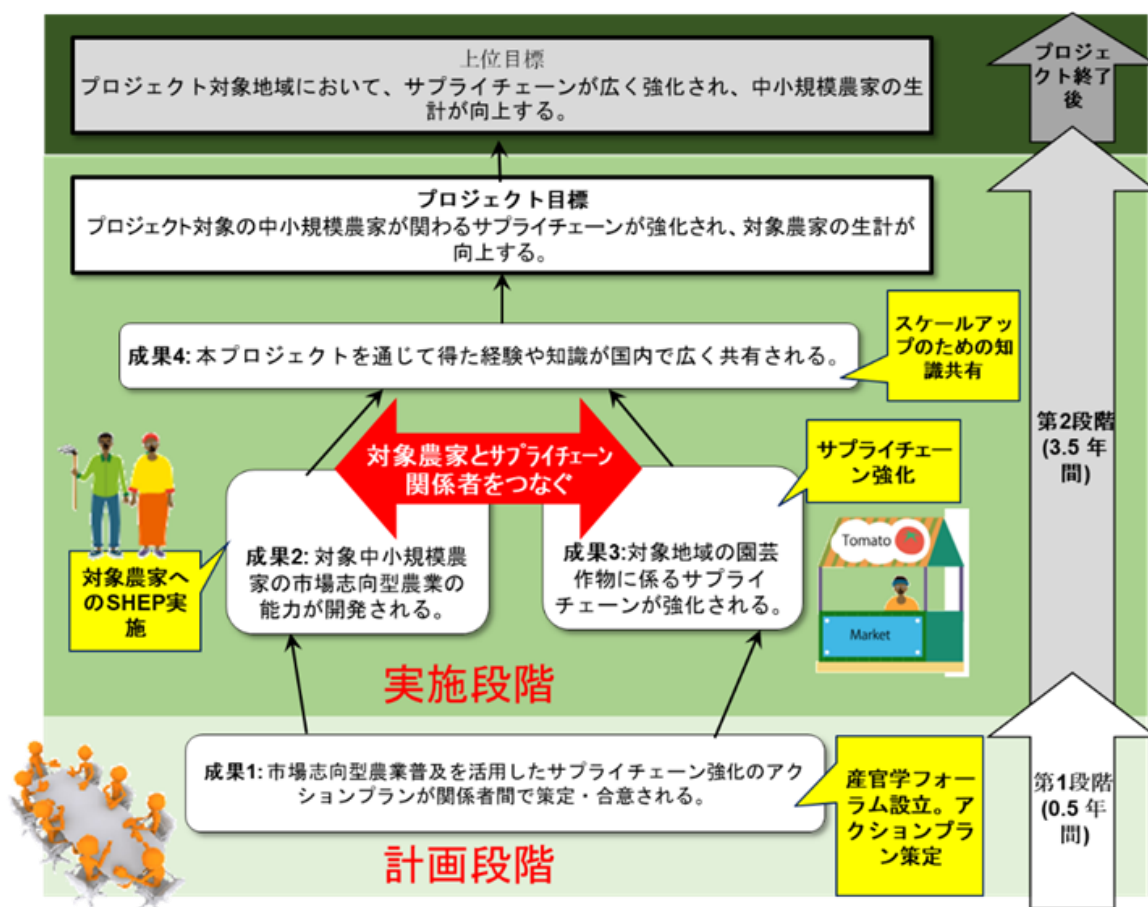 上位目標
プロジェクト対象地域において、サプライチェーンが広く強化され、中小規模農家の生
計が向上する。
プロジェ
クト終了
後
プロジェクト目標
プロジェクト対象の中小規模農家が関わるサプライチェーンが強化され、対象農家の生計が
向上する。
成果4: 本プロジェクトを通じて得た経験や知識が国内で広く共有される。
スケールアッ
プのための知
識共有
第2段階
(3.5 年
間)
対象農家とサプライチェーン
関係者をつなぐ
サプライチェー
ン強化
成果2: 対象中小規模農
家の市場志向型農業の
能力が開発される。
成果3:対象地域の園芸
作物に係るサプライ
チェーンが強化される。
対象農家へ
のSHEP実
施
Tomato
Market
実施段階
成果1: 市場志向型農業普及を活用したサプライチェーン強化のアク
ションプランが関係者間で策定・合意される。
産官学フォー
ラム設立。ア
クションプラ
ン策定
第1段階
(0.5 年
間)
計画段階